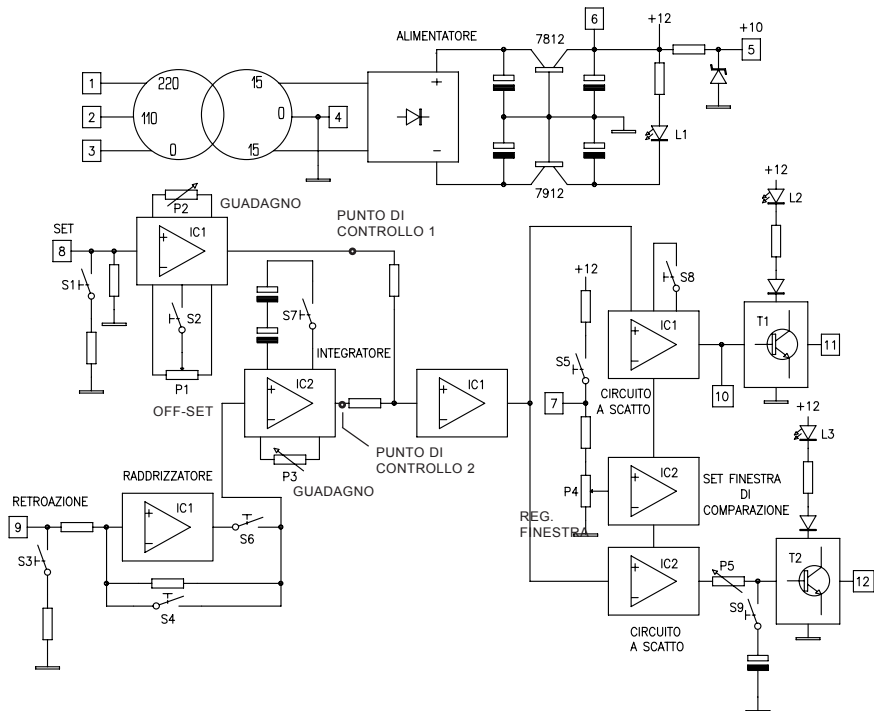 6
+12
+10
ALIMENTATORE
7812
5
1
220
15
+
2
110
0
4
L1
3
0
15
-
7912
+12
P2
GUADAGNO
L2
PUNTO DI
CONTROLLO 1
SET
8
+
IC1
-
+12
S8
S1
S2
S7
T1
+
IC1
-
11
INTEGRATORE
S5
P1
+
IC2
-
+
IC1
-
CIRCUITO
A SCATTO
10
7
OFF-SET
+12
PUNTO DI
CONTROLLO 2
L3
P3
GUADAGNO
+
IC2
-
P4
SET FINESTRA
DI
COMPARAZIONE
RADDRIZZATORE
RETROAZIONE
+
IC1
-
REG.
FINESTRA
9
S6
+
IC2
-
P5
T2
12
S3
S4
S9
CIRCUITO
A SCATTO